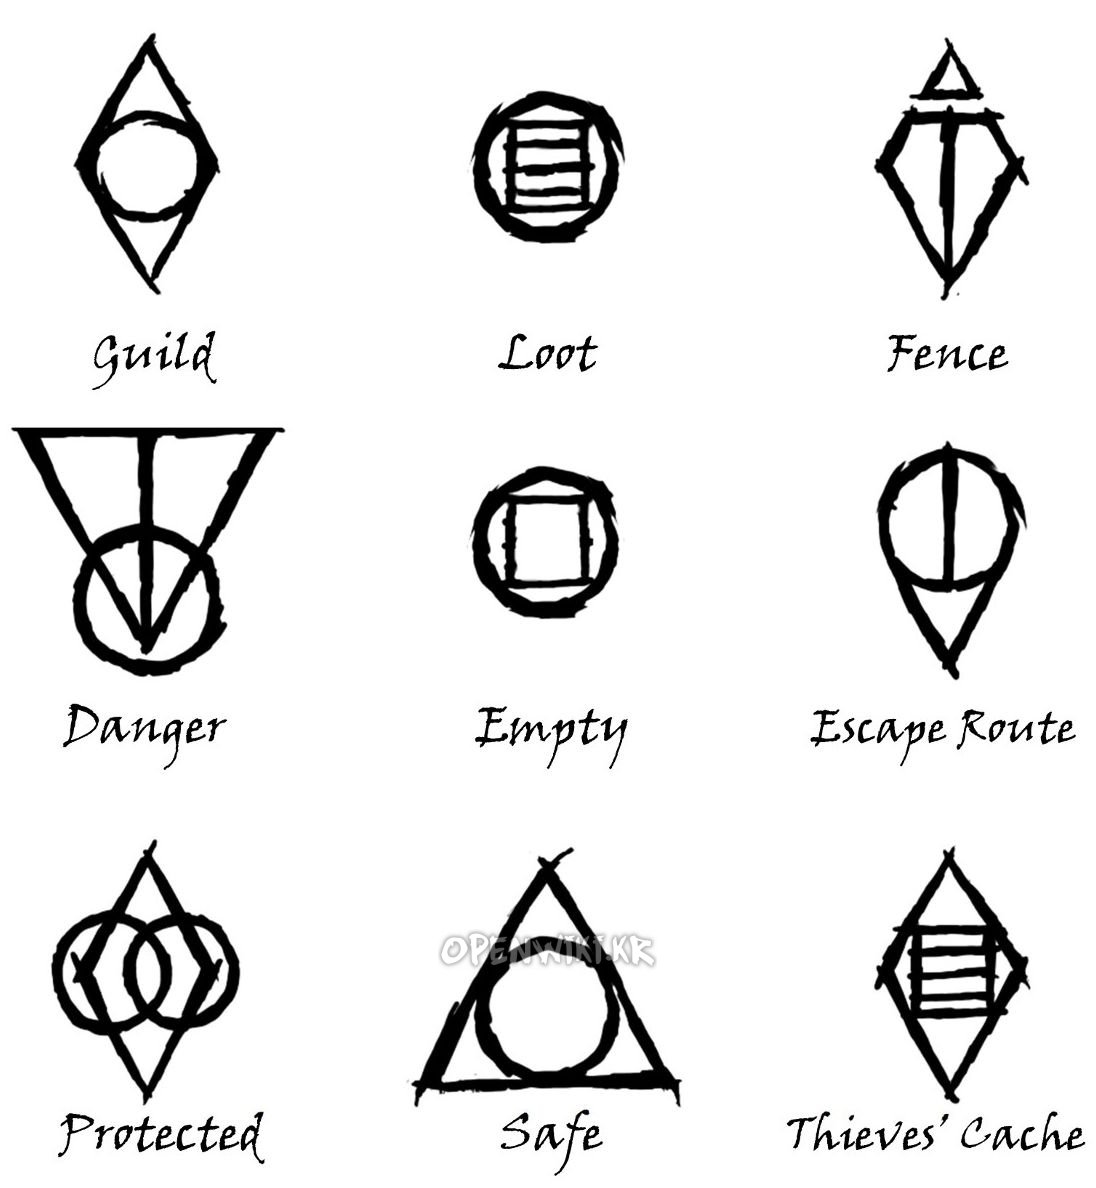 Guild
Loot
Fence
Danger
Empty
Escape Route
OPENWIKI.KR
Protected
Safe
Thieves' Cache